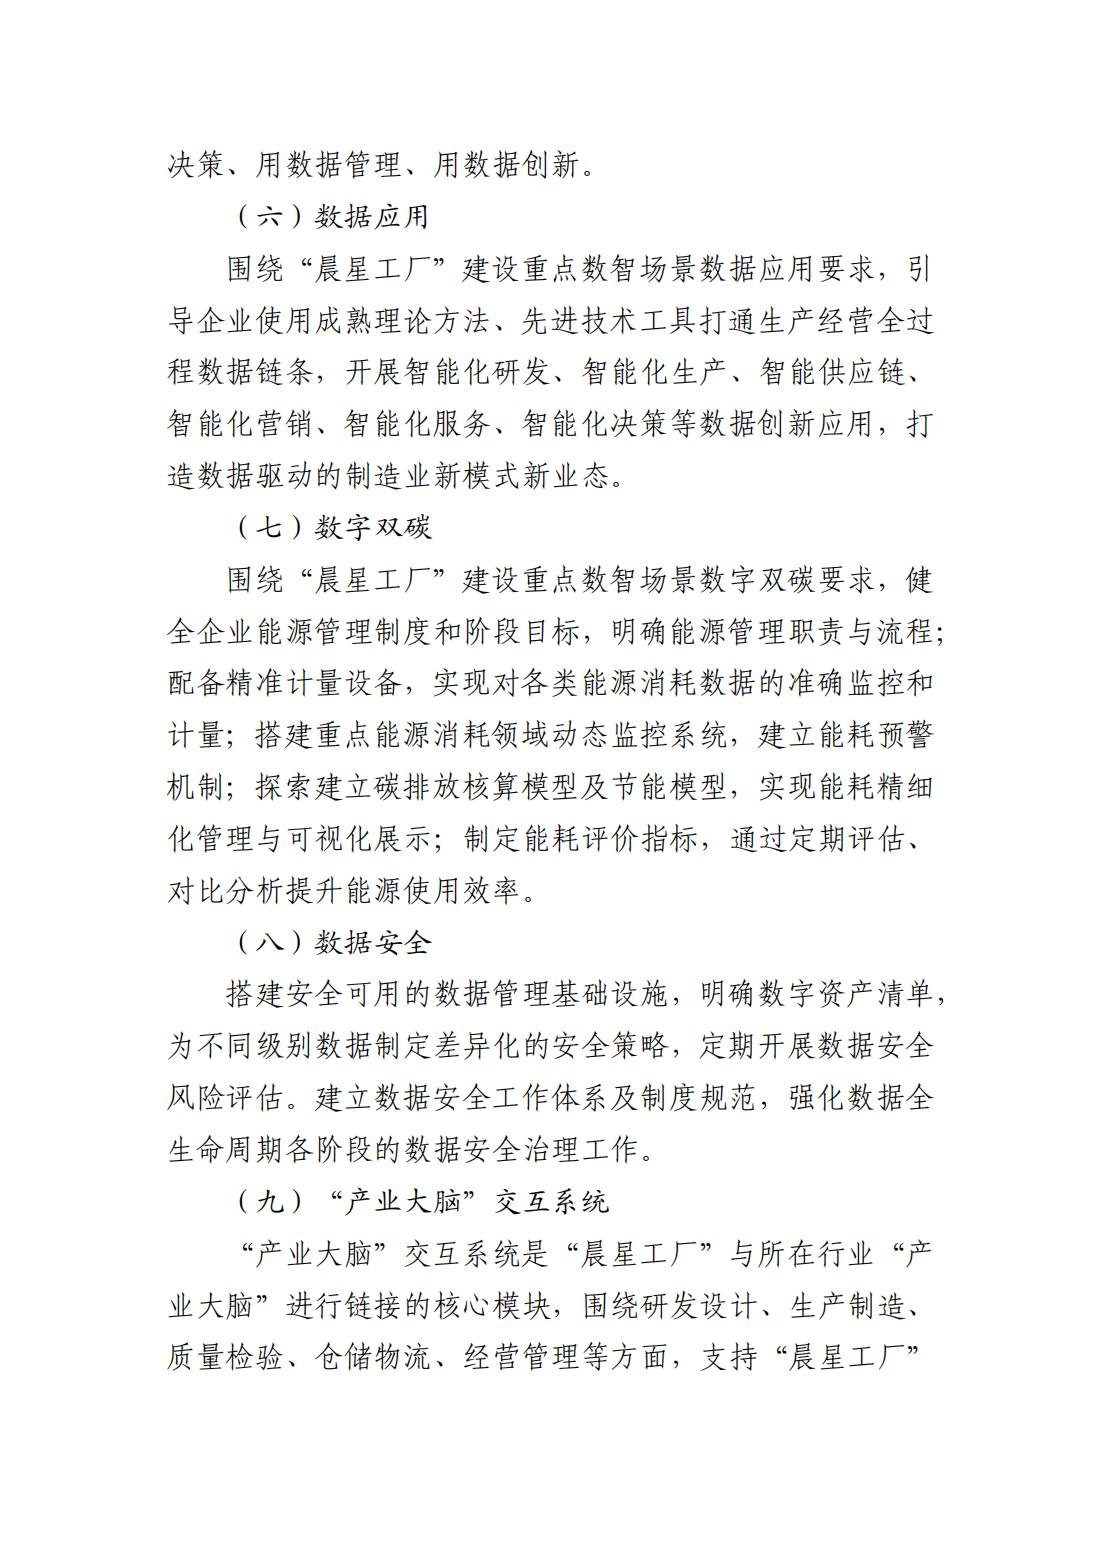 决策、用数据管理、用数据创新。
（六）数据应用
围绕“晨星工厂”建设重点数智场景数据应用要求，引
导企业使用成熟理论方法、先进技术工具打通生产经营全过
程数据链条，开展智能化研发、智能化生产、智能供应链、
智能化营销、智能化服务、智能化决策等数据创新应用，打
造数据驱动的制造业新模式新业态。
（七）数字双碳
围绕“晨星工厂”建设重点数智场景数字双碳要求，健
全企业能源管理制度和阶段目标，明确能源管理职责与流程；
配备精准计量设备，实现对各类能源消耗数据的准确监控和
计量；搭建重点能源消耗领域动态监控系统，建立能耗预警
机制；探索建立碳排放核算模型及节能模型，实现能耗精细
化管理与可视化展示；制定能耗评价指标，通过定期评估、
对比分析提升能源使用效率。
（八）数据安全
搭建安全可用的数据管理基础设施，明确数字资产清单，
为不同级别数据制定差异化的安全策略，定期开展数据安全
风险评估。建立数据安全工作体系及制度规范，强化数据全
生命周期各阶段的数据安全治理工作。
（九）“产业大脑”交互系统
“产业大脑”交互系统是“晨星工厂”与所在行业“产
业大脑”进行链接的核心模块，围绕研发设计、生产制造、
质量检验、仓储物流、经营管理等方面，支持“晨星工厂”